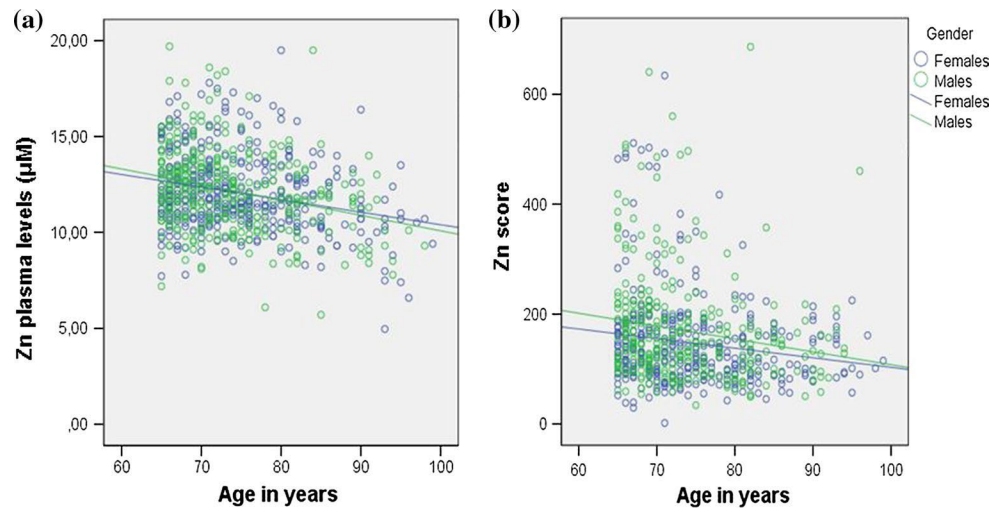 (a)
Zn plasma levels (µM)
20,00
15,00
10,00
5,00
,00
60 70 80 90 100
Age in years
(b)
Zn score
600
400
200
0
60 70 80 90 100
Age in years
Gender
Females
Males
Females
Males